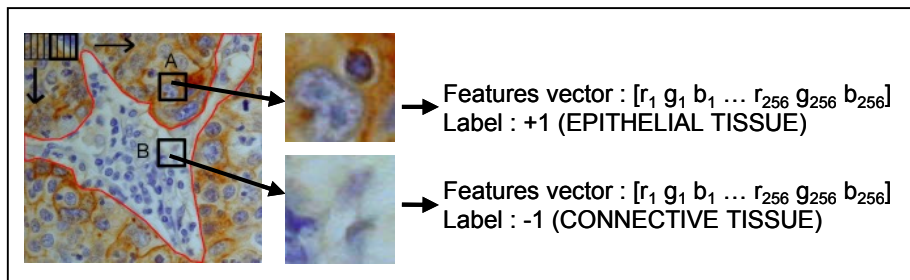 A
B
Features vector : [r₁ g₁ b₁ … r₂₅₆ g₂₅₆ b₂₅₆]
Label : +1 (EPITHELIAL TISSUE)
Features vector : [r₁ g₁ b₁ … r₂₅₆ g₂₅₆ b₂₅₆]
Label : -1 (CONNECTIVE TISSUE)